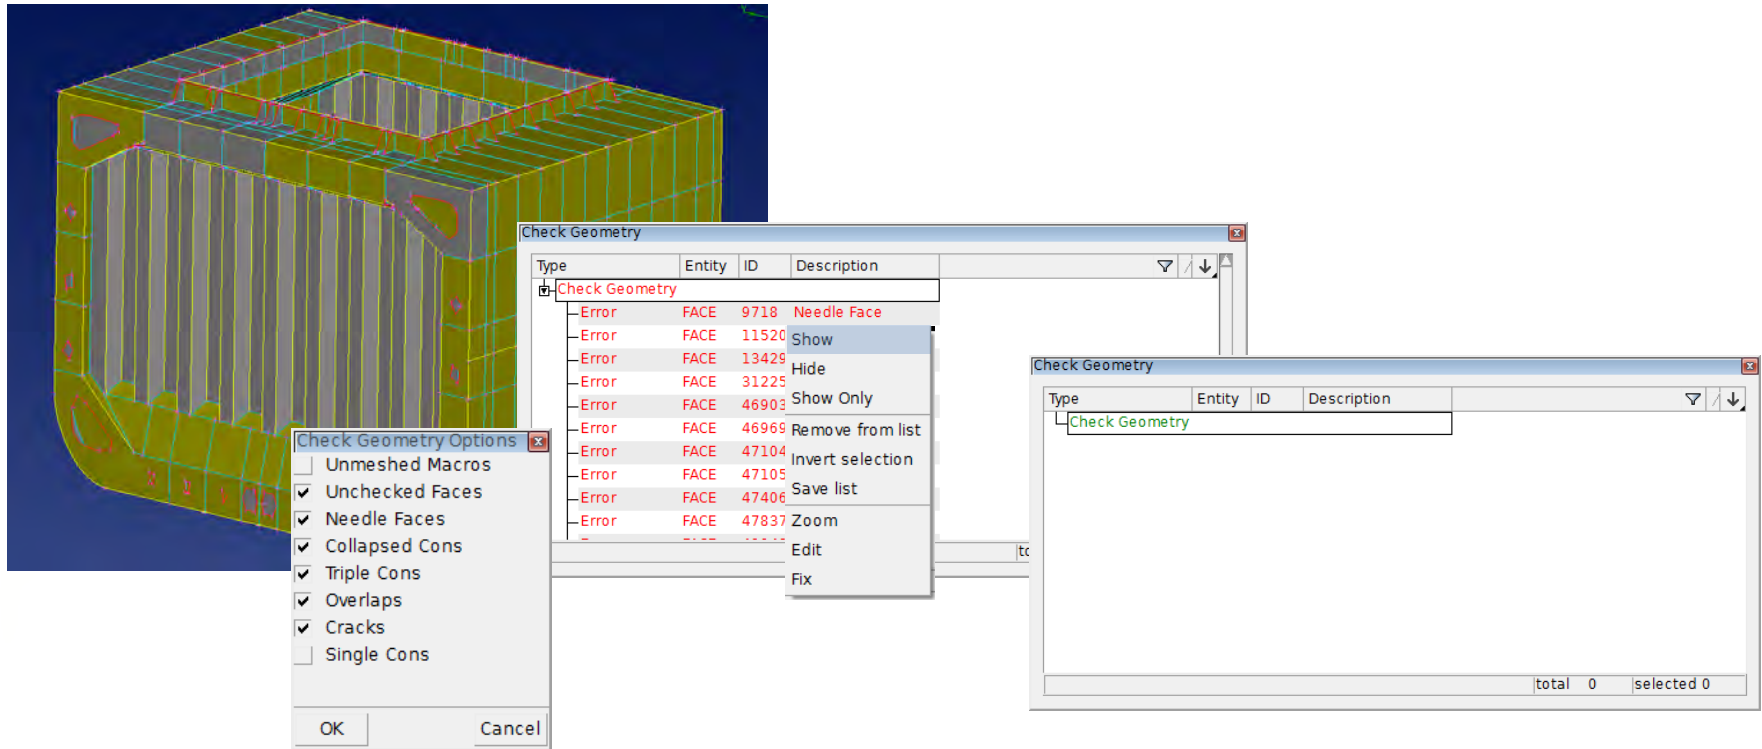 Check Geometry
Type Entity ID Description
Check Geometry
Error FACE 9718 Needle Face
Error FACE 11520
Error FACE 13429
Error FACE 31225
Error FACE 46903
Error FACE 46969
Error FACE 47104
Error FACE 47105
Error FACE 47406
Error FACE 47837
Show
Hide
Show Only
Remove from list
Invert selection
Save list
Zoom
Edit
Fix
Check Geometry Options
Unmeshed Macros
Unchecked Faces
Needle Faces
Collapsed Cons
Triple Cons
Overlaps
Cracks
Single Cons
OK Cancel
Check Geometry
Type Entity ID Description
Check Geometry
total 0 selected 0